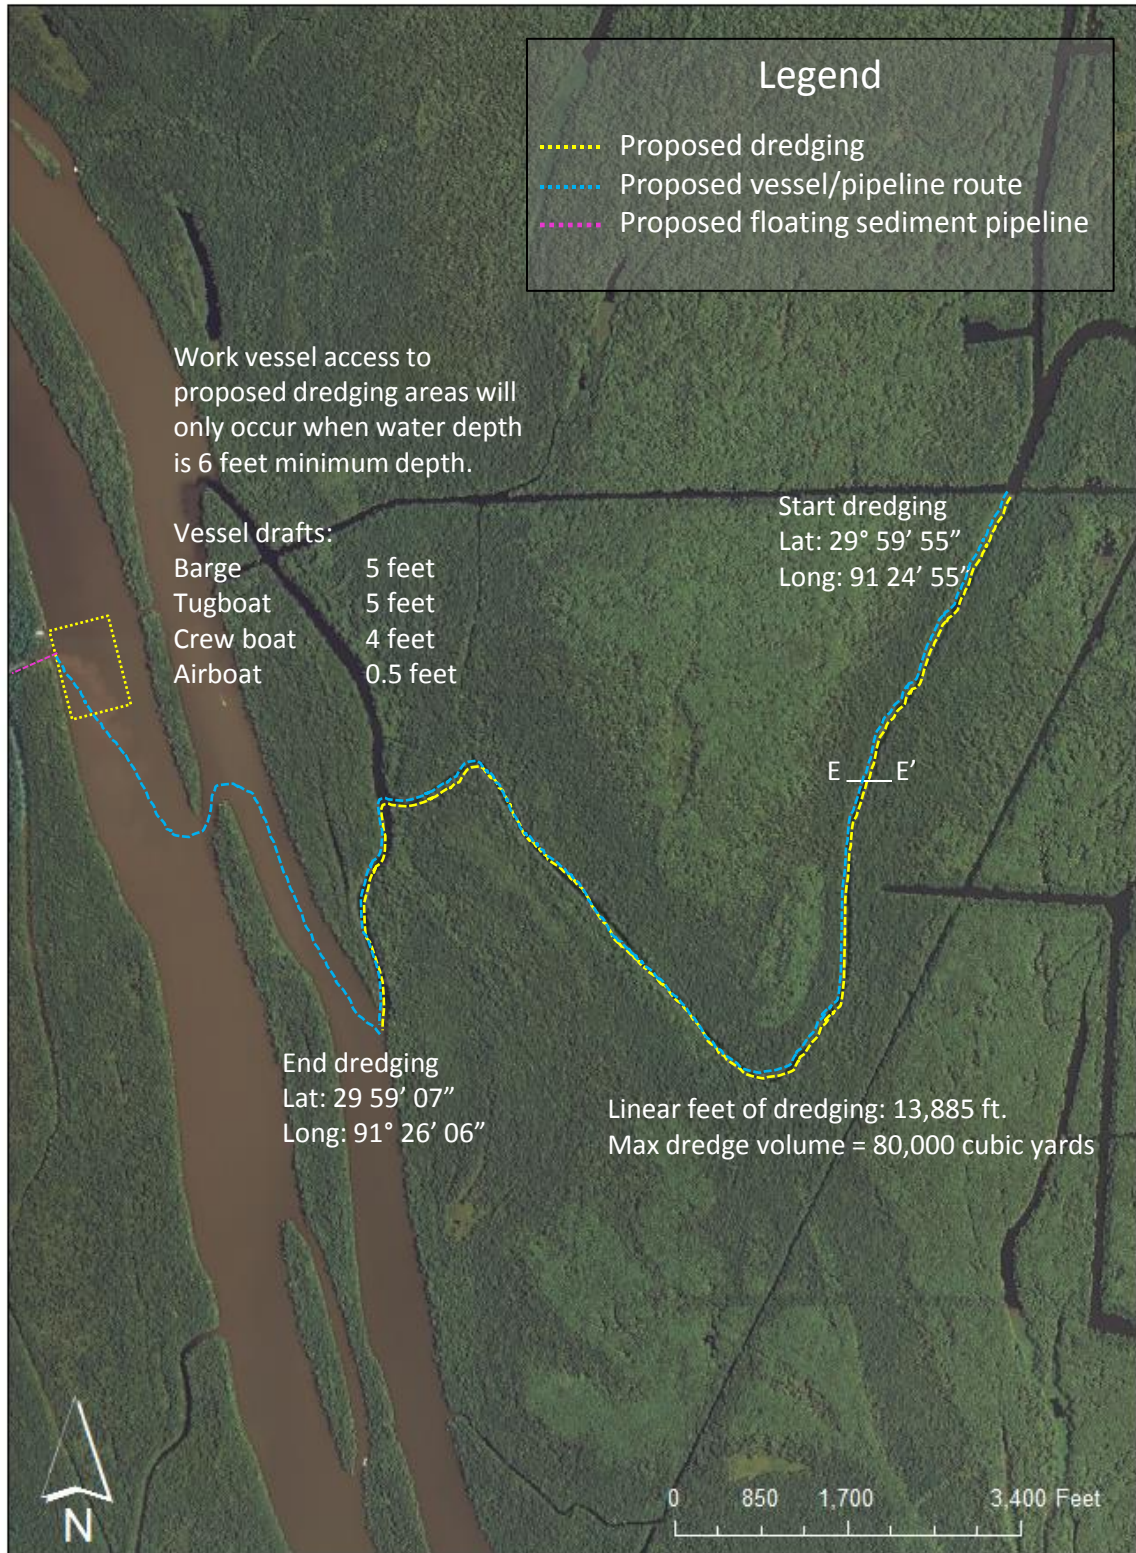 Legend
Proposed dredging
Proposed vessel/pipeline route
Proposed floating sediment pipeline
Work vessel access to
proposed dredging areas will
only occur when water depth
is 6 feet minimum depth.
Vessel drafts:
Barge 5 feet
Tugboat 5 feet
Crew boat 4 feet
Airboat 0.5 feet
Start dredging
Lat: 29° 59’ 55”
Long: 91 24’ 55”
E E’
End dredging
Lat: 29 59’ 07”
Long: 91° 26’ 06”
Linear feet of dredging: 13,885 ft.
Max dredge volume = 80,000 cubic yards
N
0 850 1,700 3,400 Feet